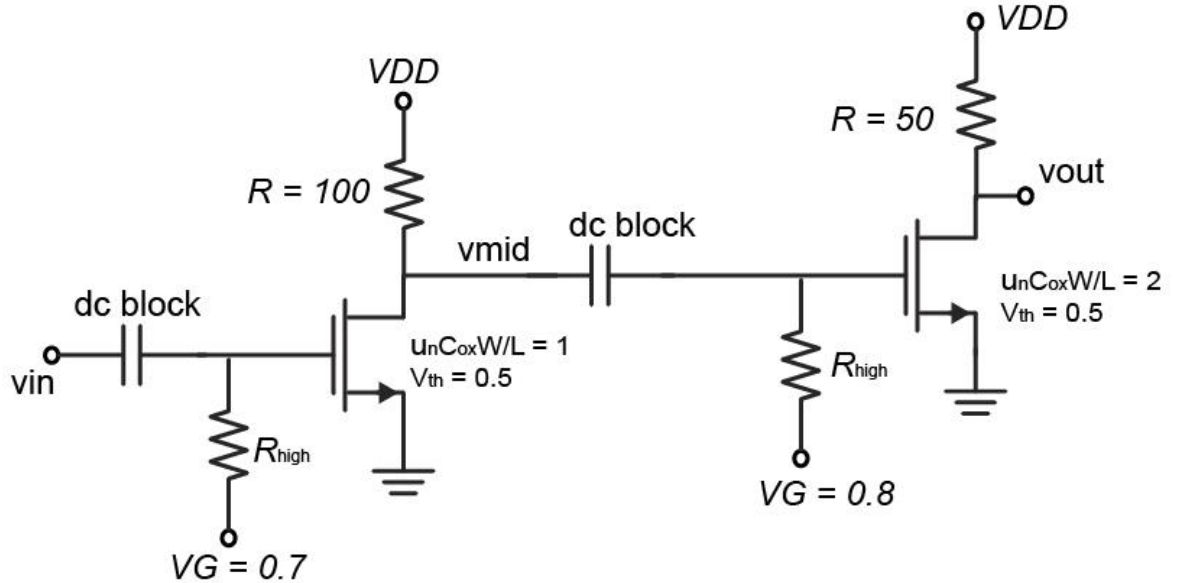 VDD
R = 50
vout
unCoxW/L = 2
Vth = 0.5
VDD
R = 100
vmid
dc block
unCoxW/L = 1
Vth = 0.5
Rhigh
VG = 0.8
dc block
vin
Rhigh
VG = 0.7